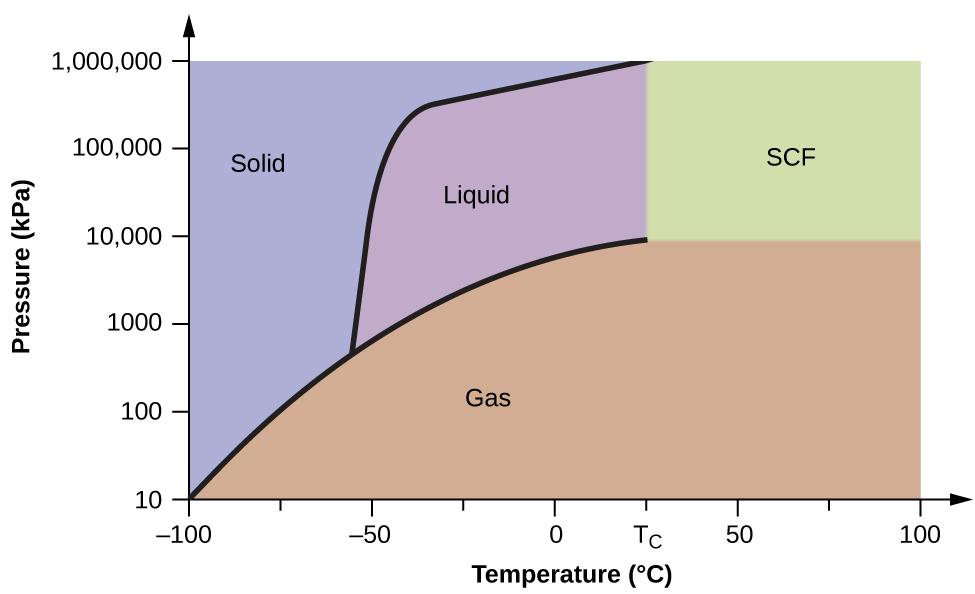 Pressure (kPa)
1,000,000
100,000
10,000
1000
100
10
Solid
Liquid
SCF
Gas
–100
–50
0
TC
50
100
Temperature (°C)